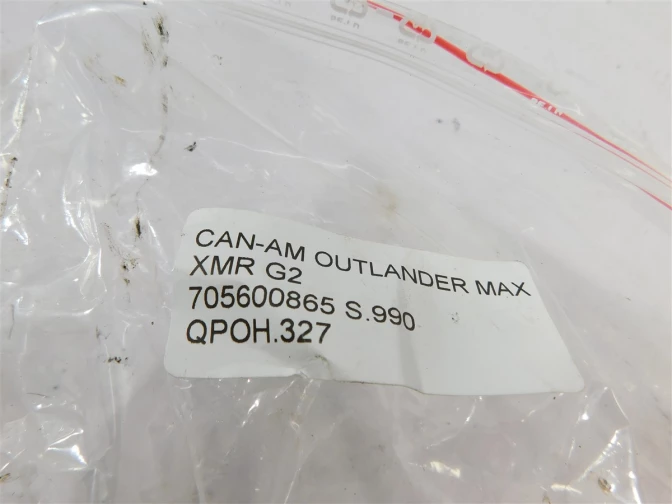 CAN-AM OUTLANDER MAX
XMR G2
705600865 S.990
QPOH.327